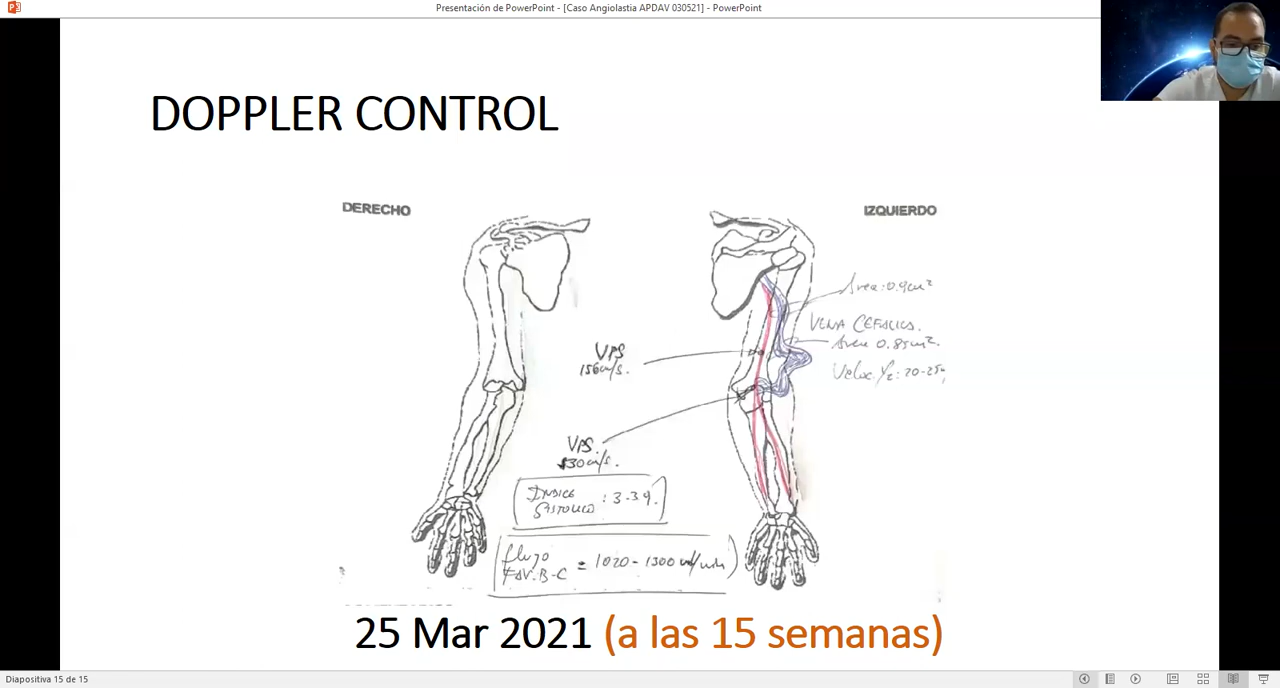 Presentación de PowerPoint - [Caso Angiolastia APDAV 030521] - PowerPoint
DOPPLER CONTROL
DERECHO
IZQUIERDO
Area: 0.9cm²
VENA CEFALICA.
Area 0.85cm².
VPS
156cm/s.
VPS.
530cm/s.
INDICE
SISTOLICO : 3.39.
flujo
FAV.B-C = 1020-1300 ml/min
25 Mar 2021 (a las 15 semanas)
Diapositiva 15 de 15